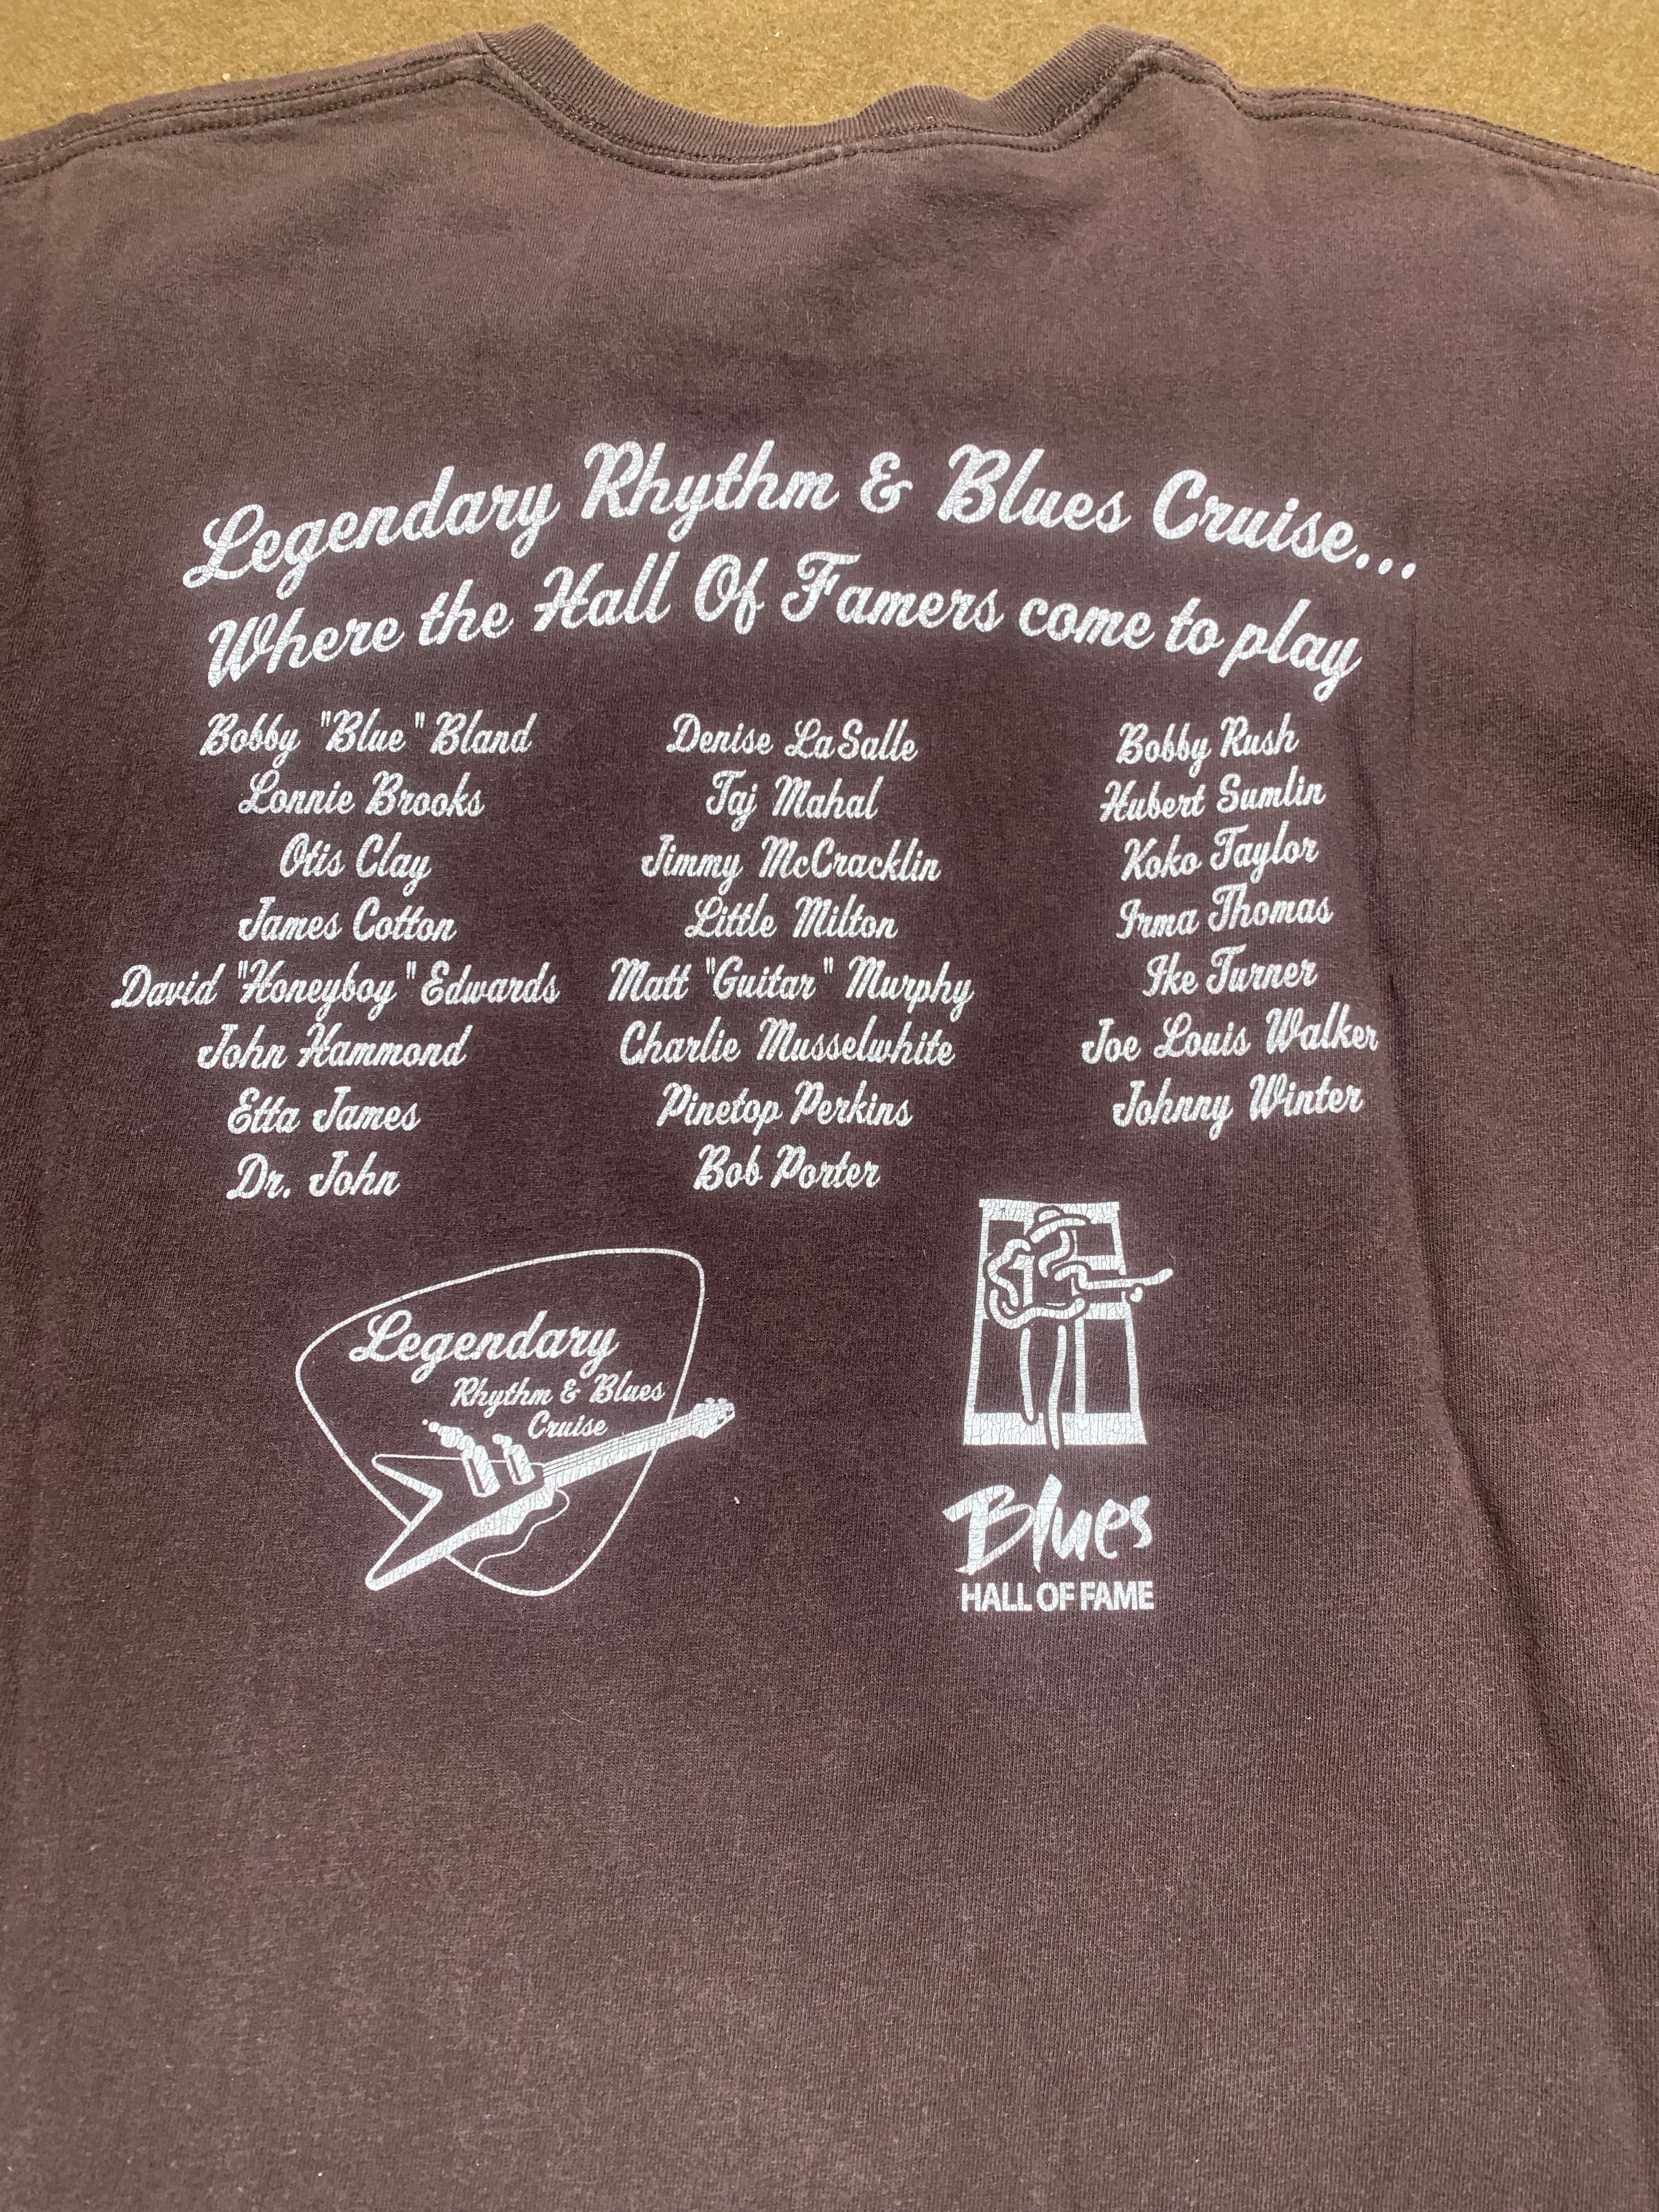 Legendary Rhythm & Blues Cruise...
Where the Hall Of Famers come to play
Bobby "Blue" Bland
Lonnie Brooks
Otis Clay
James Cotton
David "Honeyboy" Edwards
John Hammond
Etta James
Dr. John
Denise LaSalle
Taj Mahal
Jimmy McCracklin
Little Milton
Matt "Guitar" Murphy
Charlie Musselwhite
Pinetop Perkins
Bob Porter
Bobby Rush
Hubert Sumlin
Koko Taylor
Irma Thomas
Ike Turner
Joe Louis Walker
Johnny Winter
Legendary
Rhythm & Blues
Cruise
Blues
HALL OF FAME